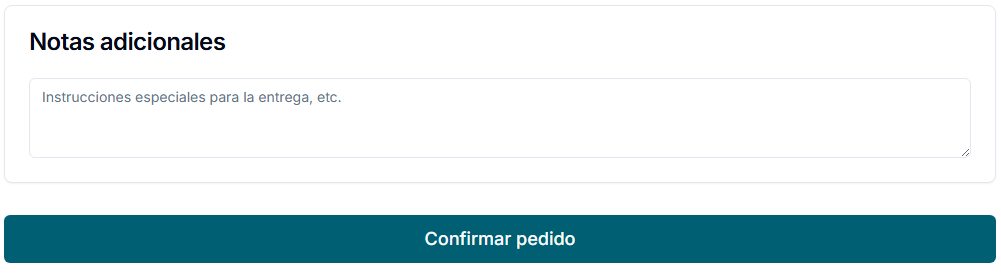 Notas adicionales
Instrucciones especiales para la entrega, etc.
Confirmar pedido